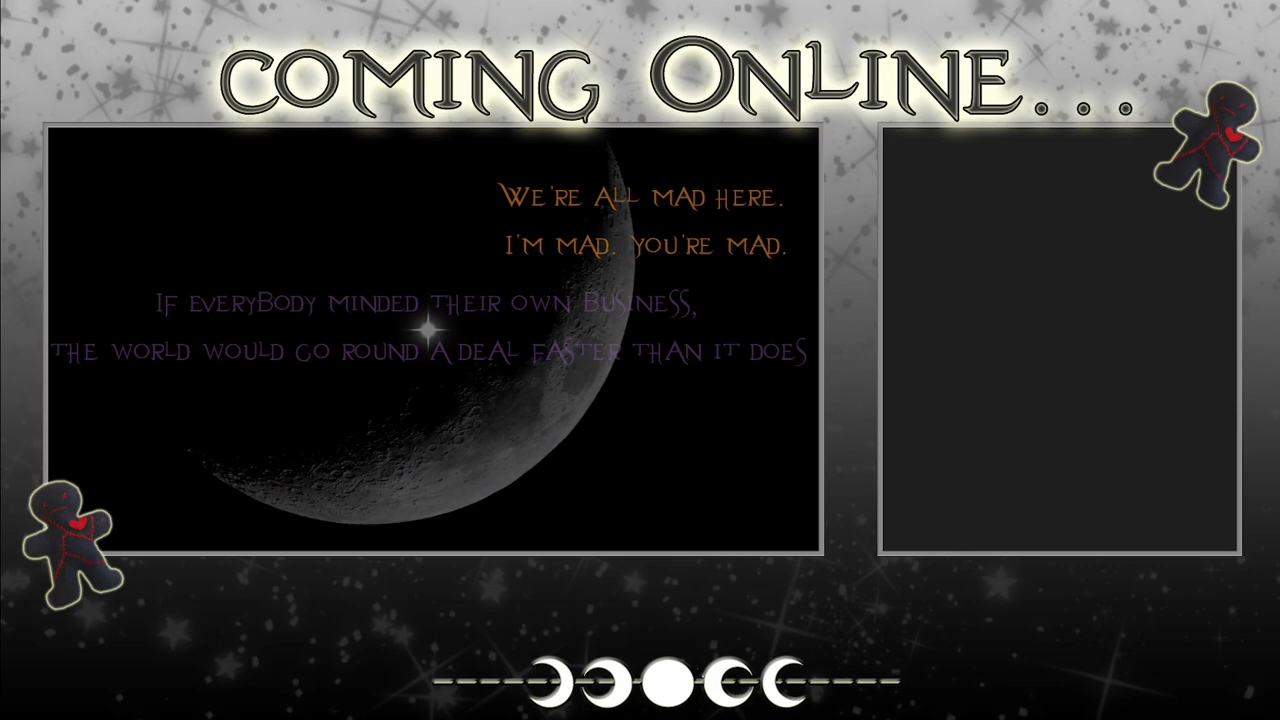 COMING ONLINE...
WE'RE ALL MAD HERE.
I'M MAD. YOU'RE MAD.
IF EVERYBODY MINDED THEIR OWN BUSINESS,
THE WORLD WOULD GO ROUND A DEAL FASTER THAN IT DOES